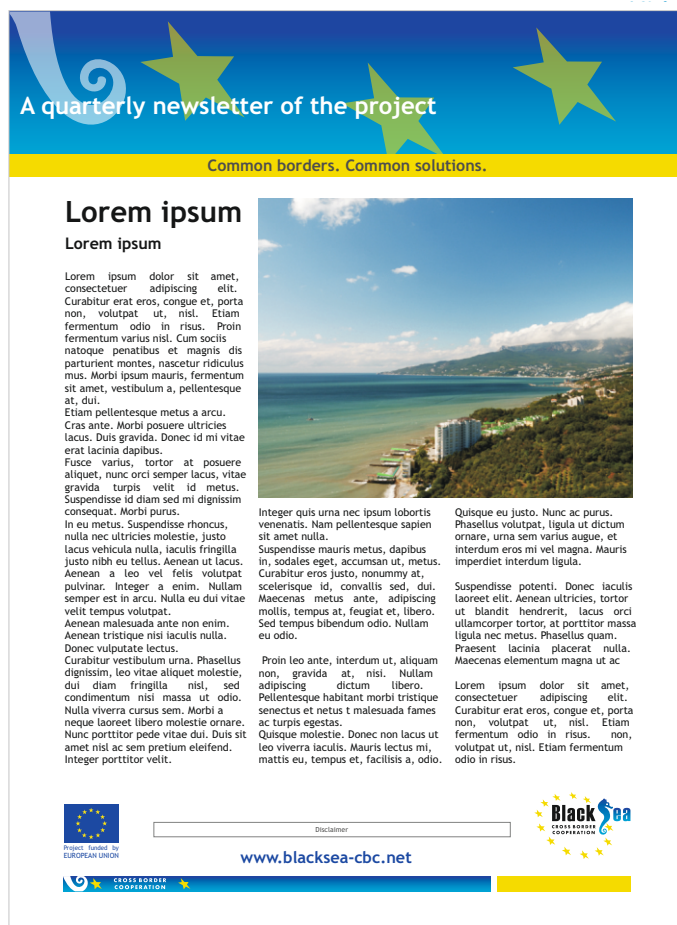 A quarterly newsletter of the project
Common borders. Common solutions.
Lorem ipsum
Lorem ipsum
Lorem ipsum dolor sit amet,
consectetuer adipiscing elit.
Curabitur erat eros, congue et, porta
non, volutpat ut, nisl. Etiam
fermentum odio in risus. Proin
fermentum varius nisl. Cum sociis
natoque penatibus et magnis dis
parturient montes, nascetur ridiculus
mus. Morbi ipsum mauris, fermentum
sit amet, vestibulum a, pellentesque
at, dui.
Etiam pellentesque metus a arcu.
Cras ante. Morbi posuere ultricies
lacus. Duis gravida. Donec id mi vitae
erat lacinia dapibus.
Fusce varius, tortor at posuere
aliquet, nunc orci semper lacus, vitae
gravida turpis velit id metus.
Suspendisse id diam sed mi dignissim
consequat. Morbi purus.
In eu metus. Suspendisse rhoncus,
nulla nec ultricies molestie, justo
lacus vehicula nulla, iaculis fringilla
justo nibh eu tellus. Aenean ut lacus.
Aenean a leo vel felis volutpat
pulvinar. Integer a enim. Nullam
semper est in arcu. Nulla eu dui vitae
velit tempus volutpat.
Aenean malesuada ante non enim.
Aenean tristique nisi iaculis nulla.
Donec vulputate lectus.
Curabitur vestibulum urna. Phasellus
dignissim, leo vitae aliquet molestie,
dui diam fringilla nisl, sed
condimentum nisi massa ut odio.
Nulla viverra cursus sem. Morbi a
neque laoreet libero molestie ornare.
Nunc porttitor pede vitae dui. Duis sit
amet nisl ac sem pretium eleifend.
Integer porttitor velit.
Integer quis urna nec ipsum lobortis
venenatis. Nam pellentesque sapien
sit amet nulla.
Suspendisse mauris metus, dapibus
in, sodales eget, accumsan ut, metus.
Curabitur eros justo, nonummy at,
scelerisque id, convallis sed, dui.
Maecenas metus ante, adipiscing
mollis, tempus at, feugiat et, libero.
Sed tempus bibendum odio. Nullam
eu odio.
Proin leo ante, interdum ut, aliquam
non, gravida at, nisi. Nullam
adipiscing dictum libero.
Pellentesque habitant morbi tristique
senectus et netus t malesuada fames
ac turpis egestas.
Quisque molestie. Donec non lacus ut
leo viverra iaculis. Mauris lectus mi,
mattis eu, tempus et, facilisis a, odio.
Quisque eu justo. Nunc ac purus.
Phasellus volutpat, ligula ut dictum
ornare, urna sem varius augue, et
interdum eros mi vel magna. Mauris
imperdiet interdum ligula.
Suspendisse potenti. Donec iaculis
laoreet elit. Aenean ultricies, tortor
ut blandit hendrerit, lacus orci
ullamcorper tortor, at porttitor massa
ligula nec metus. Phasellus quam.
Praesent lacinia placerat nulla.
Maecenas elementum magna ut ac
Lorem ipsum dolor sit amet,
consectetuer adipiscing elit.
Curabitur erat eros, congue et, porta
non, volutpat ut, nisl. Etiam
fermentum odio in risus. non,
volutpat ut, nisl. Etiam fermentum
odio in risus.
Project funded by
EUROPEAN UNION
Disclaimer
www.blacksea-cbc.net
Black Sea
CROSS BORDER
COOPERATION
CROSS BORDER
COOPERATION